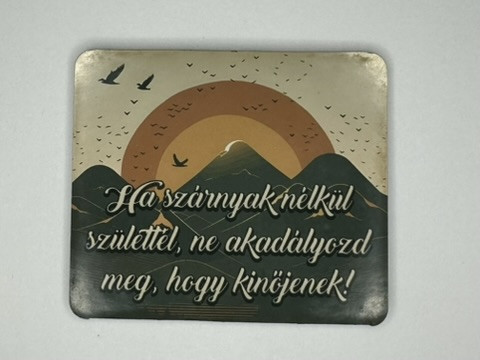 Ha szárnyak nélkül
születtél, ne akadályozd
meg, hogy kinőjenek!